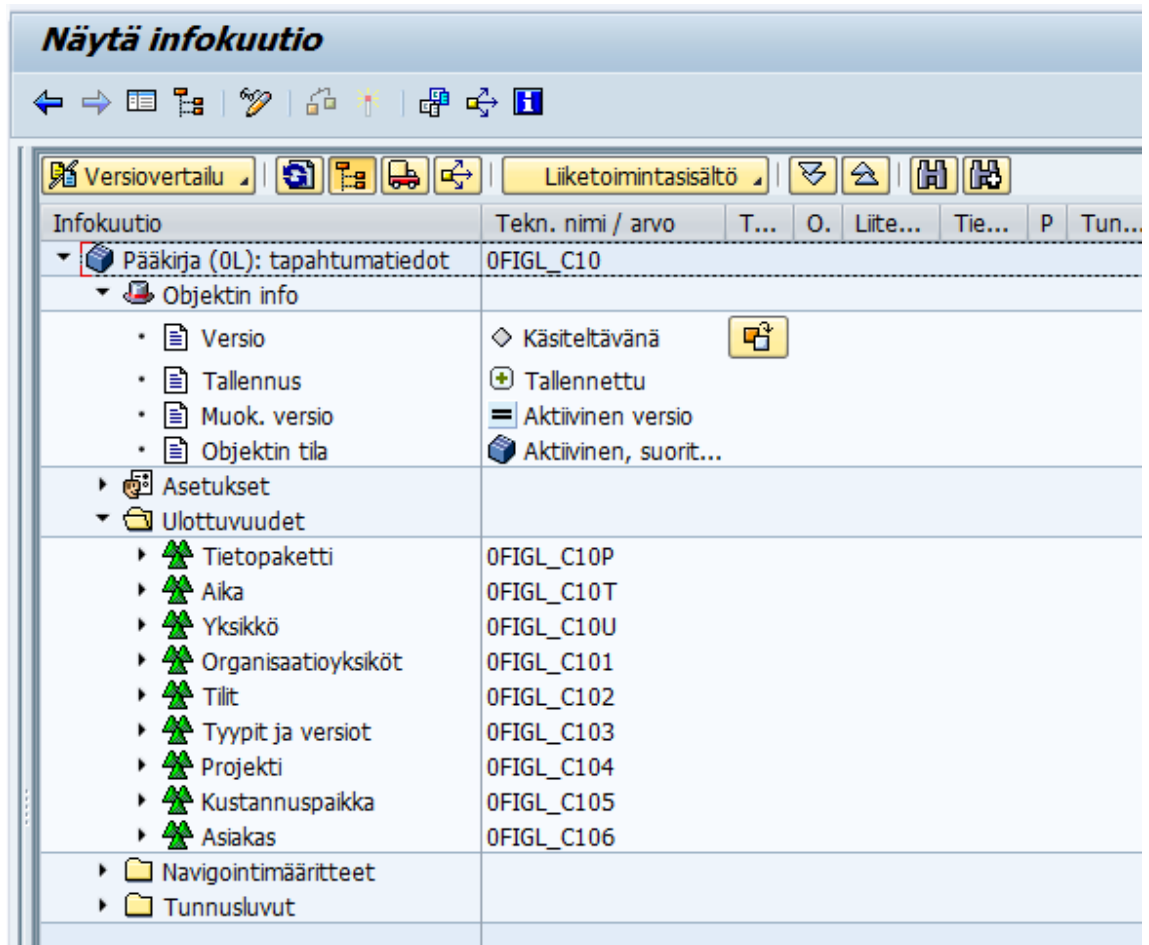 Näytä infokuutio
Versiovertailu Liiketoimintasisältö
Infokuutio Tekn. nimi / arvo T... O. Liite... Tie... P Tun...
Pääkirja (0L): tapahtumatiedot 0FIGL_C10
Objektin info
Versio Käsiteltävänä
Tallennus Tallennettu
Muok. versio Aktiivinen versio
Objektin tila Aktiivinen, suorit...
Asetukset
Ulottuvuudet
Tietopaketti 0FIGL_C10P
Aika 0FIGL_C10T
Yksikkö 0FIGL_C10U
Organisaatioyksiköt 0FIGL_C101
Tilit 0FIGL_C102
Tyypit ja versiot 0FIGL_C103
Projekti 0FIGL_C104
Kustannuspaikka 0FIGL_C105
Asiakas 0FIGL_C106
Navigointimääritteet
Tunnusluvut